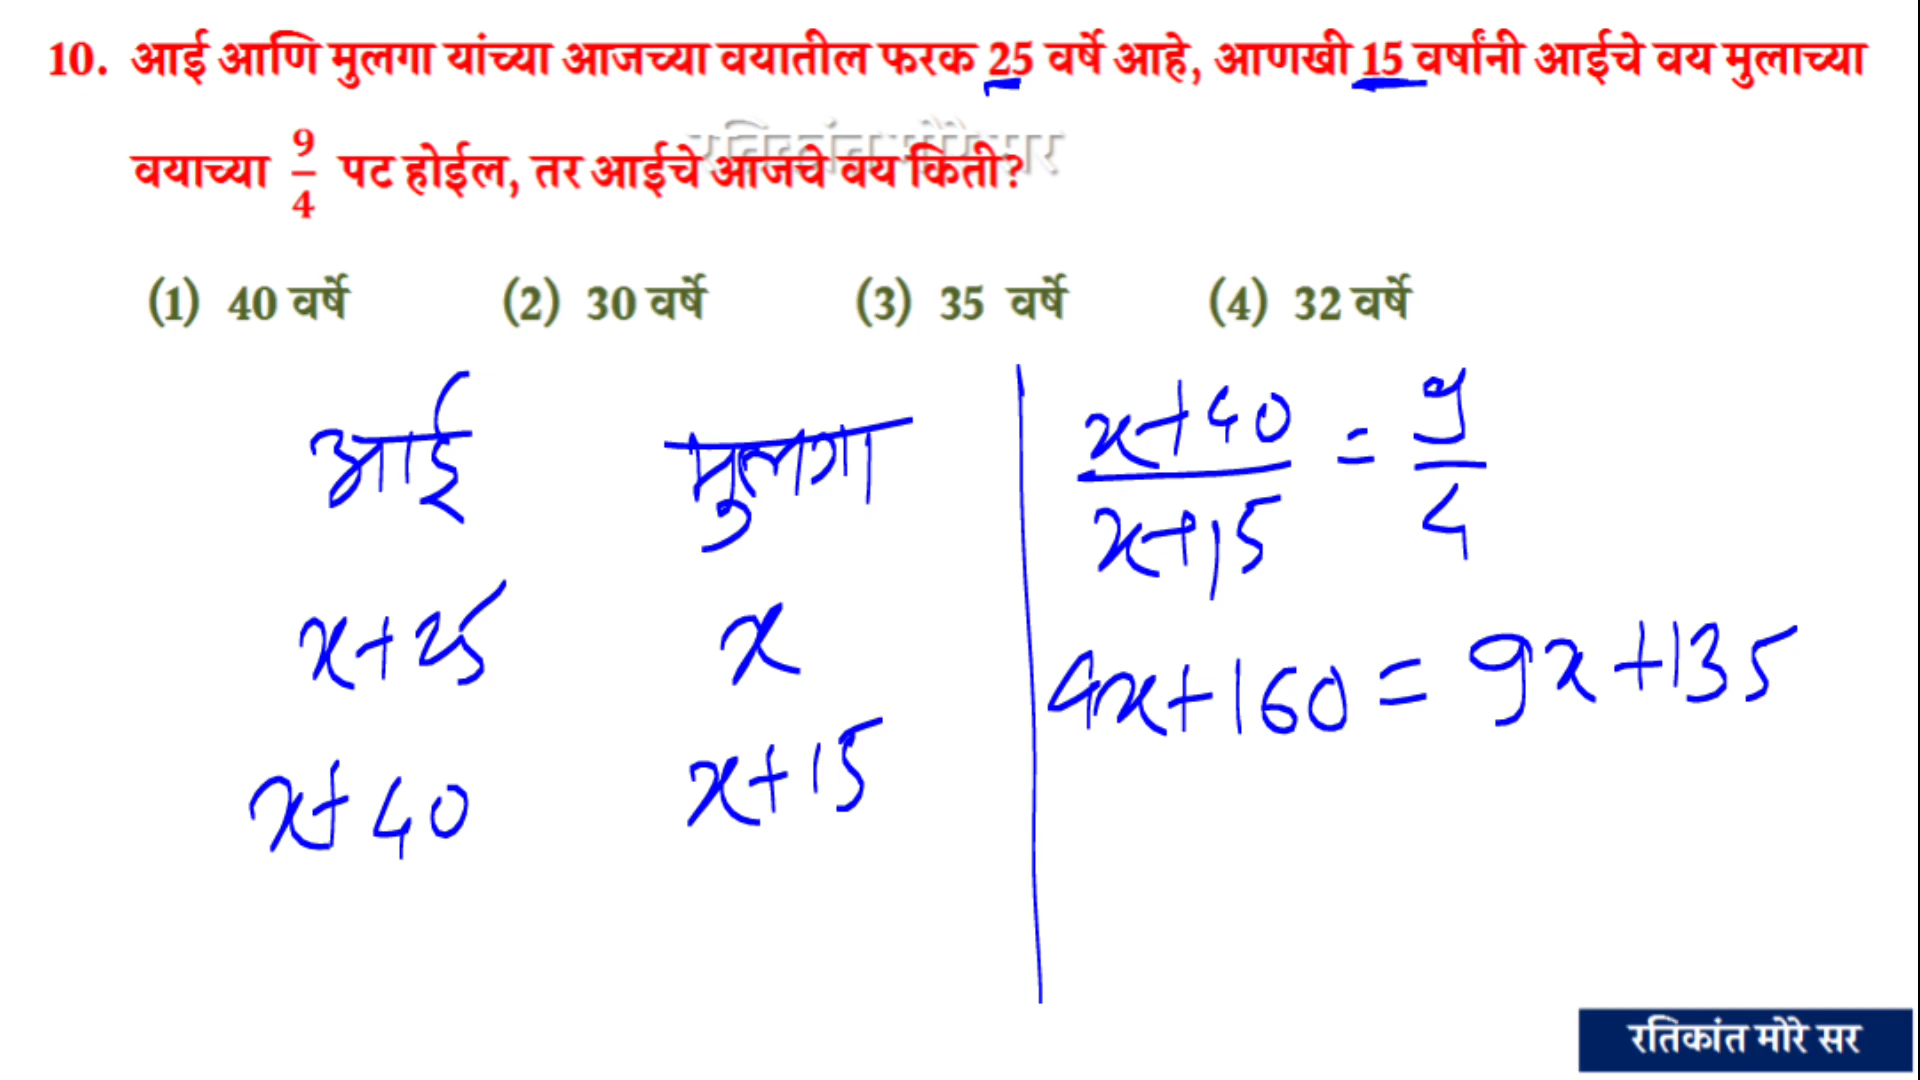 10. आई आणि मुलगा यांच्या आजच्या वयातील फरक 25 वर्षे आहे, आणखी 15 वर्षांनी आईचे वय मुलाच्या
रतिकांत मोरे सर
वयाच्या 9/4 पट होईल, तर आईचे आजचे वय किती?
(1) 40 वर्षे (2) 30 वर्षे (3) 35 वर्षे (4) 32 वर्षे
आई मुलगा
x+25 x
x+40 x+15
x+40/x+15 = 9/4
4x+160 = 9x+135
रतिकांत मोरे सर